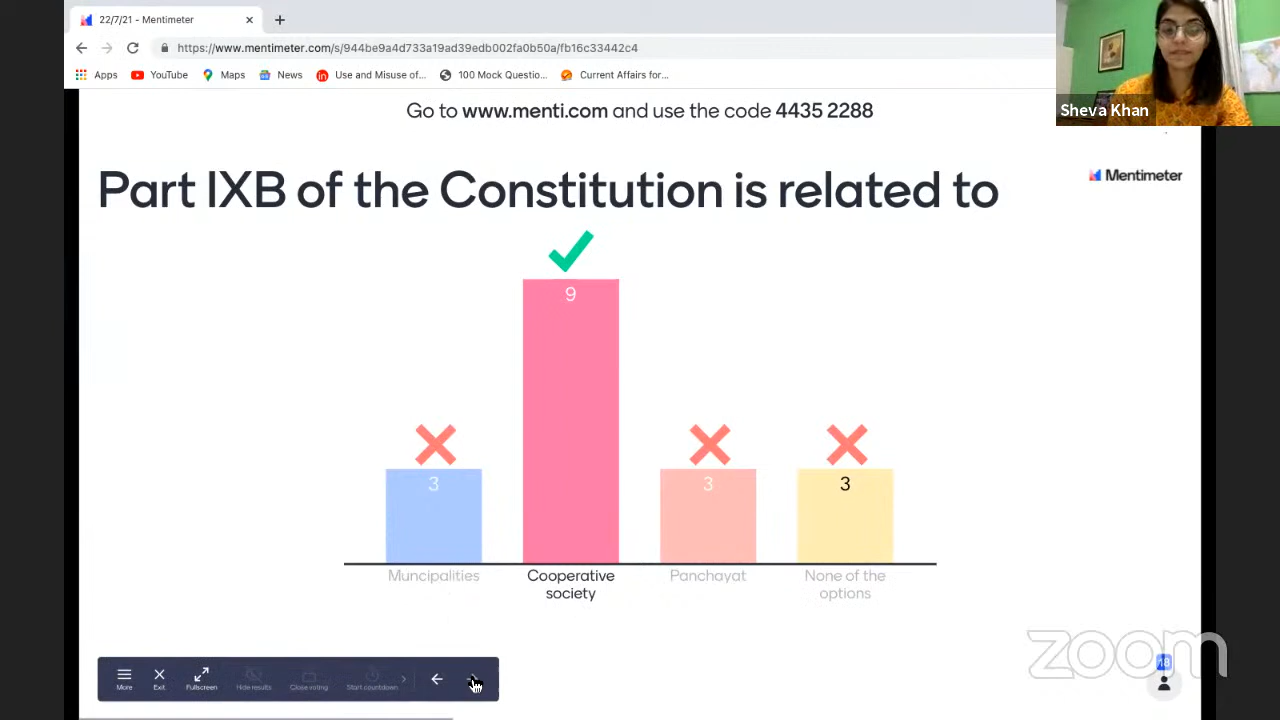 22/7/21 - Mentimeter
https://www.mentimeter.com/s/944be9a4d733a19ad39edb002fa0b50a/fb16c33442c4
Apps YouTube Maps News Use and Misuse of... 100 Mock Questio... Current Affairs for...
Sheva Khan
Go to www.menti.com and use the code 4435 2288
Part IXB of the Constitution is related to
Mentimeter
9
3
3
3
Muncipalities
Cooperative
society
Panchayat
None of the
options
More Exit Fullscreen Hide results Close voting Start countdown
zoom
18